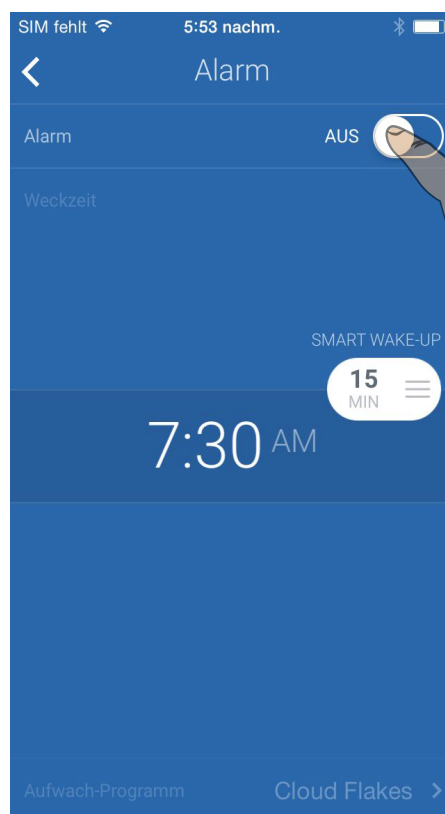 SIM fehlt 5:53 nachm.
Alarm
Alarm AUS
Weckzeit
SMART WAKE-UP
15
MIN
7:30 AM
Aufwach-Programm Cloud Flakes